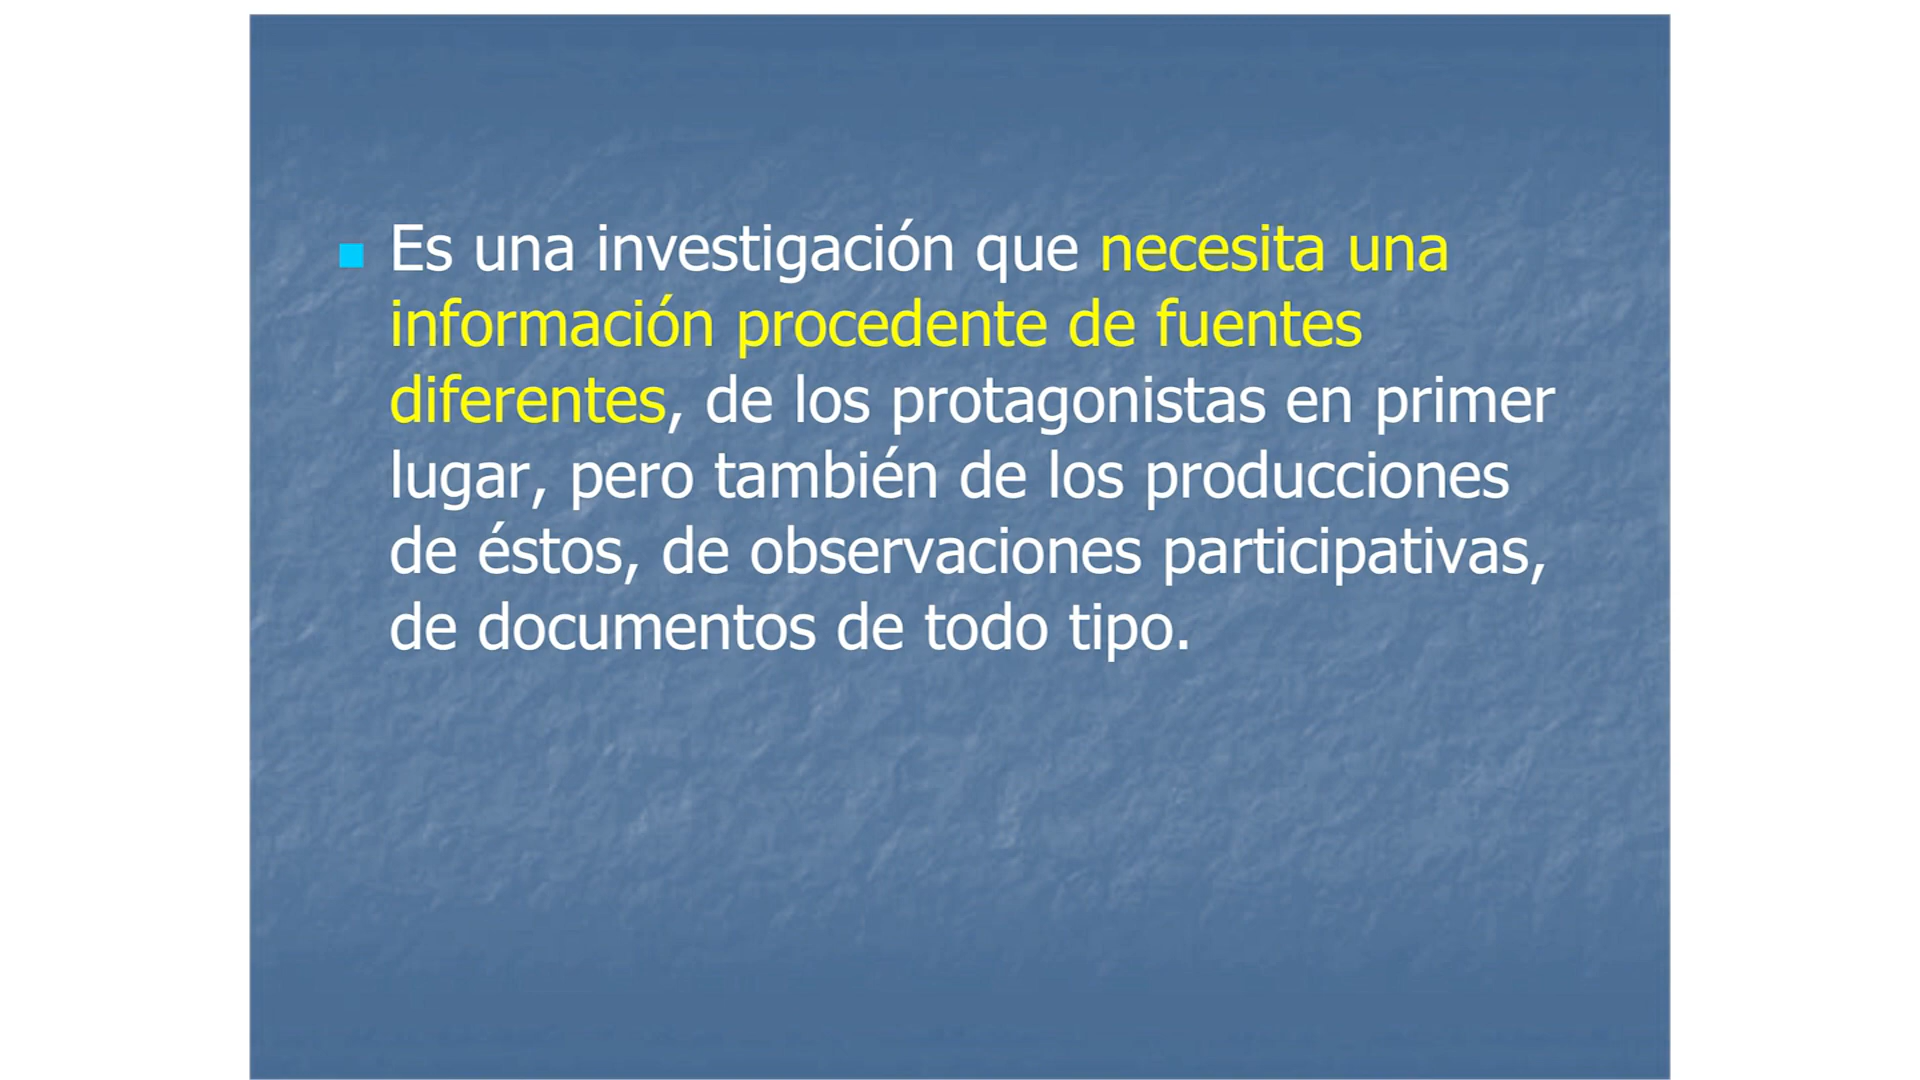 Es una investigación que necesita una
información procedente de fuentes
diferentes, de los protagonistas en primer
lugar, pero también de los producciones
de éstos, de observaciones participativas,
de documentos de todo tipo.